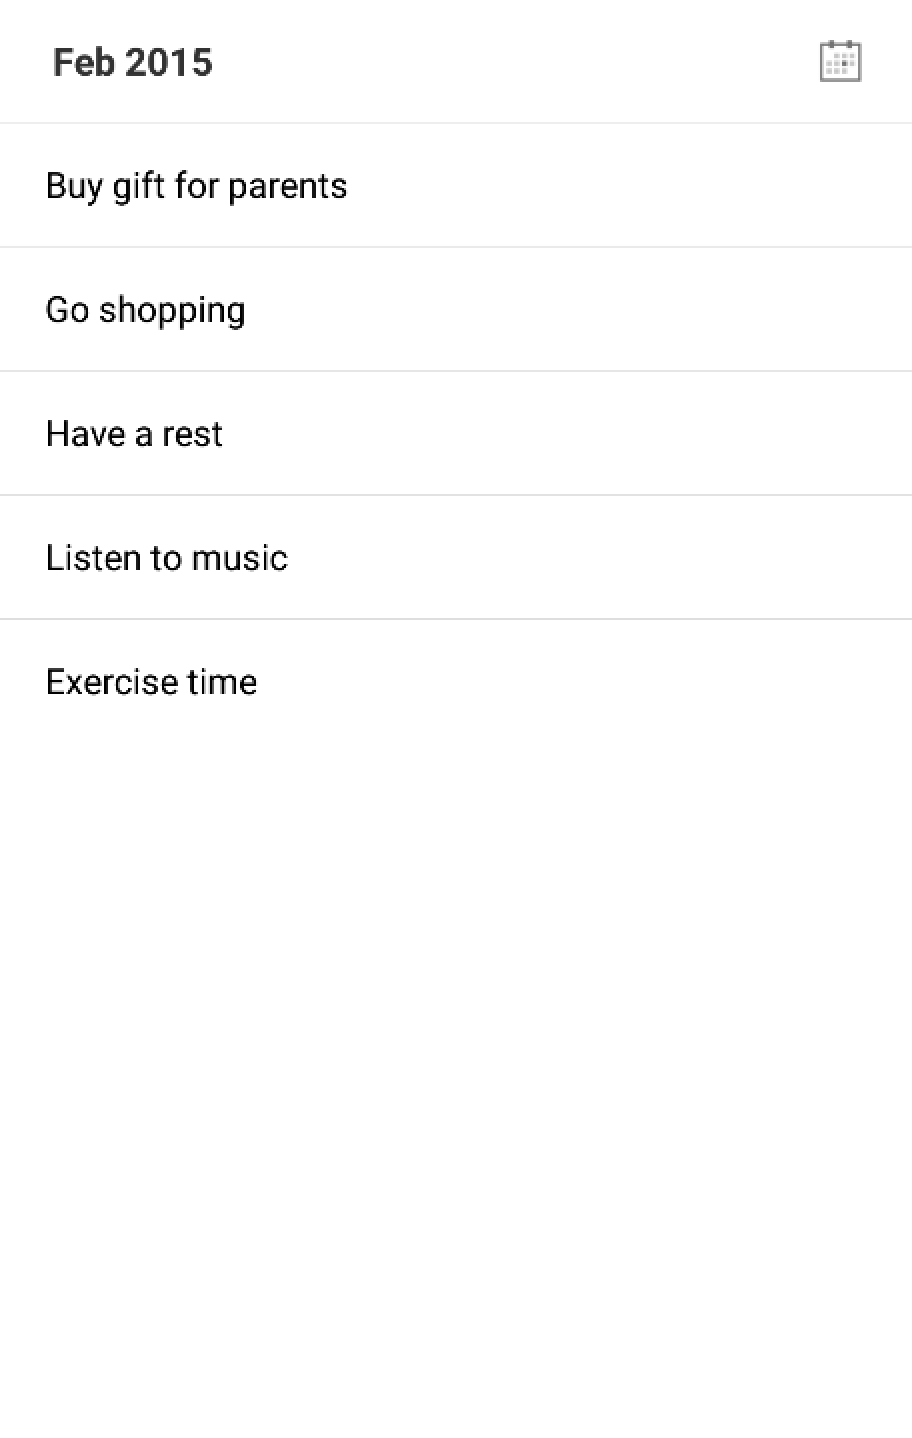 Feb 2015
Buy gift for parents
Go shopping
Have a rest
Listen to music
Exercise time